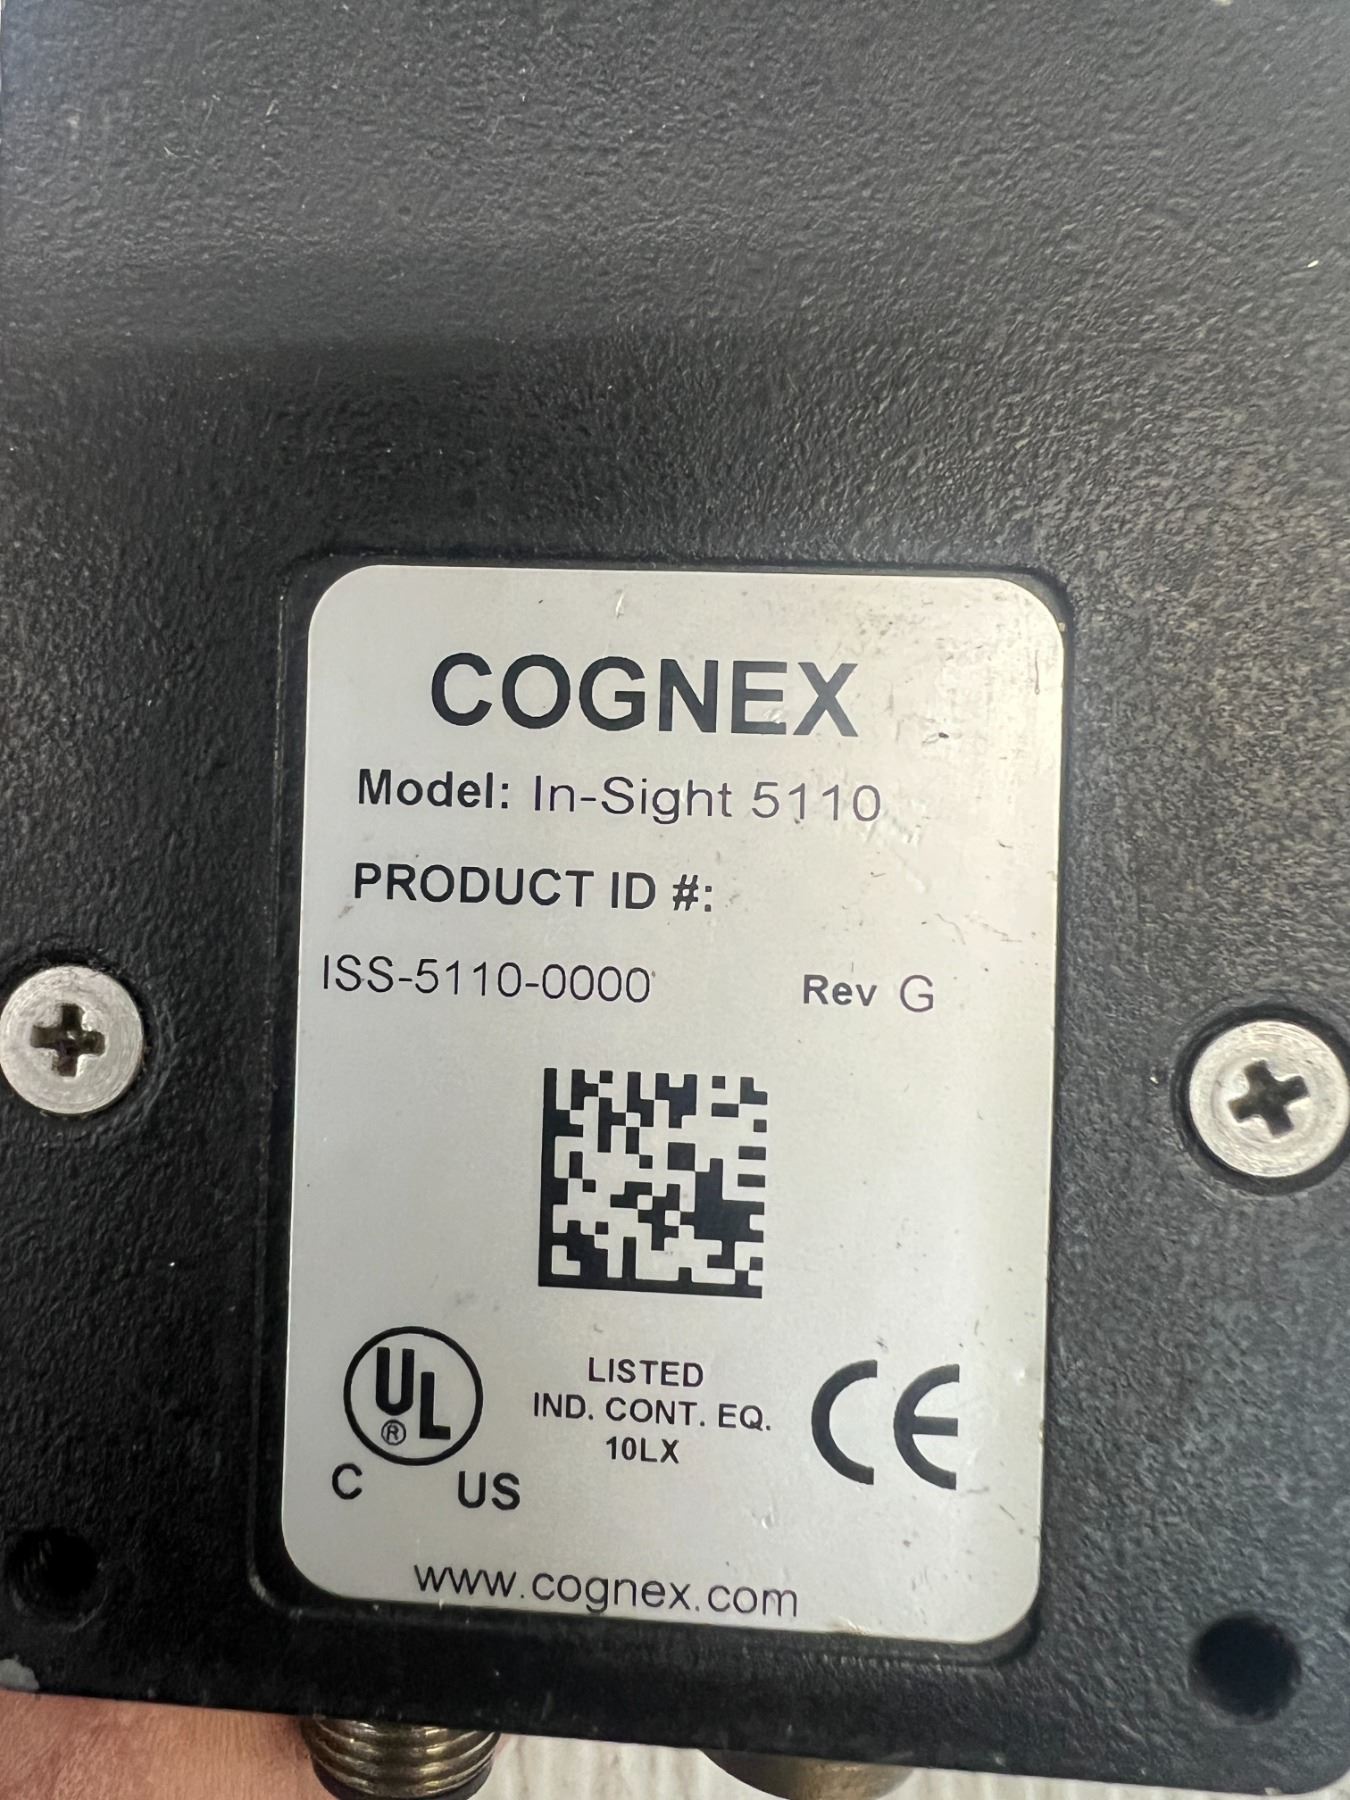 COGNEX
Model: In-Sight 5110
PRODUCT ID #:
ISS-5110-0000 Rev G
UL
®
C US
LISTED
IND. CONT. EQ.
10LX
CE
www.cognex.com